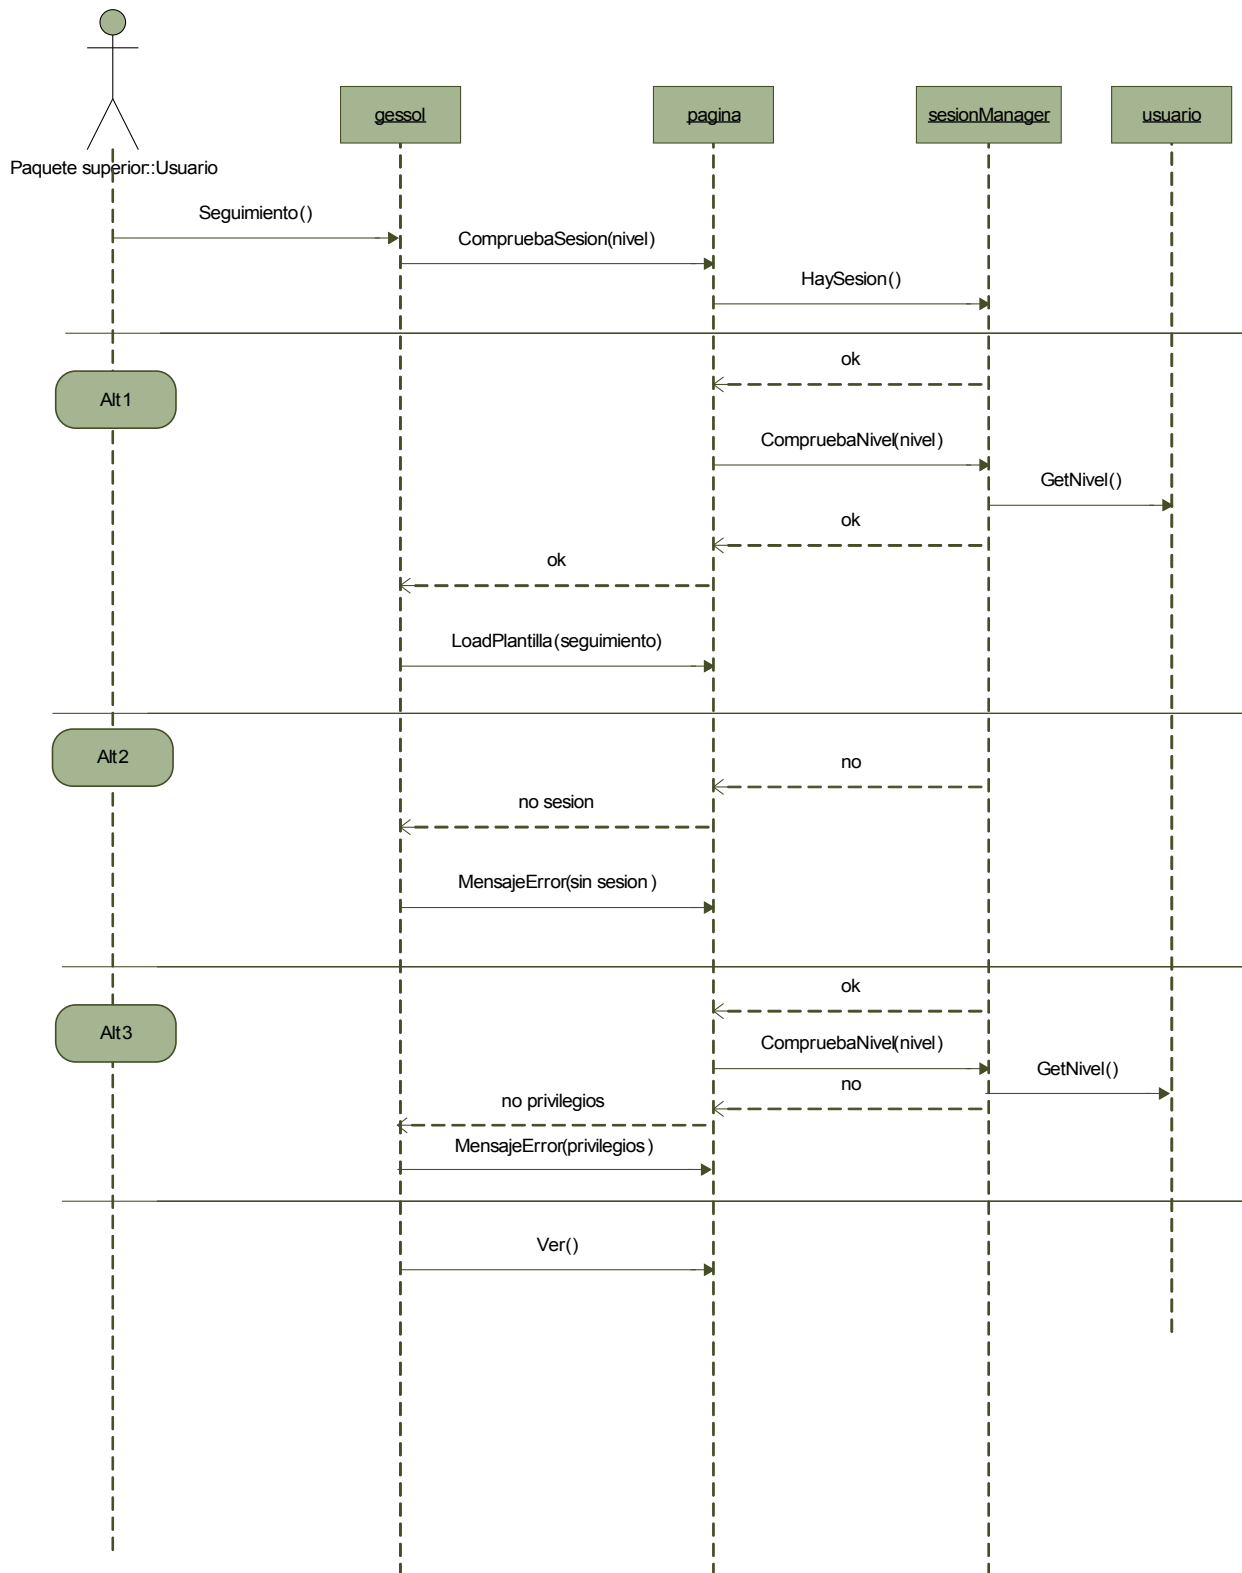 gessol
pagina
sesionManager
usuario
Paquete superior::Usuario
Seguimiento()
CompruebaSesion(nivel)
HaySesion()
ok
Alt1
CompruebaNivel(nivel)
GetNivel()
ok
ok
LoadPlantilla(seguimiento)
Alt2
no
no sesion
MensajeError(sin sesion)
ok
Alt3
CompruebaNivel(nivel)
GetNivel()
no
no privilegios
MensajeError(privilegios)
Ver()